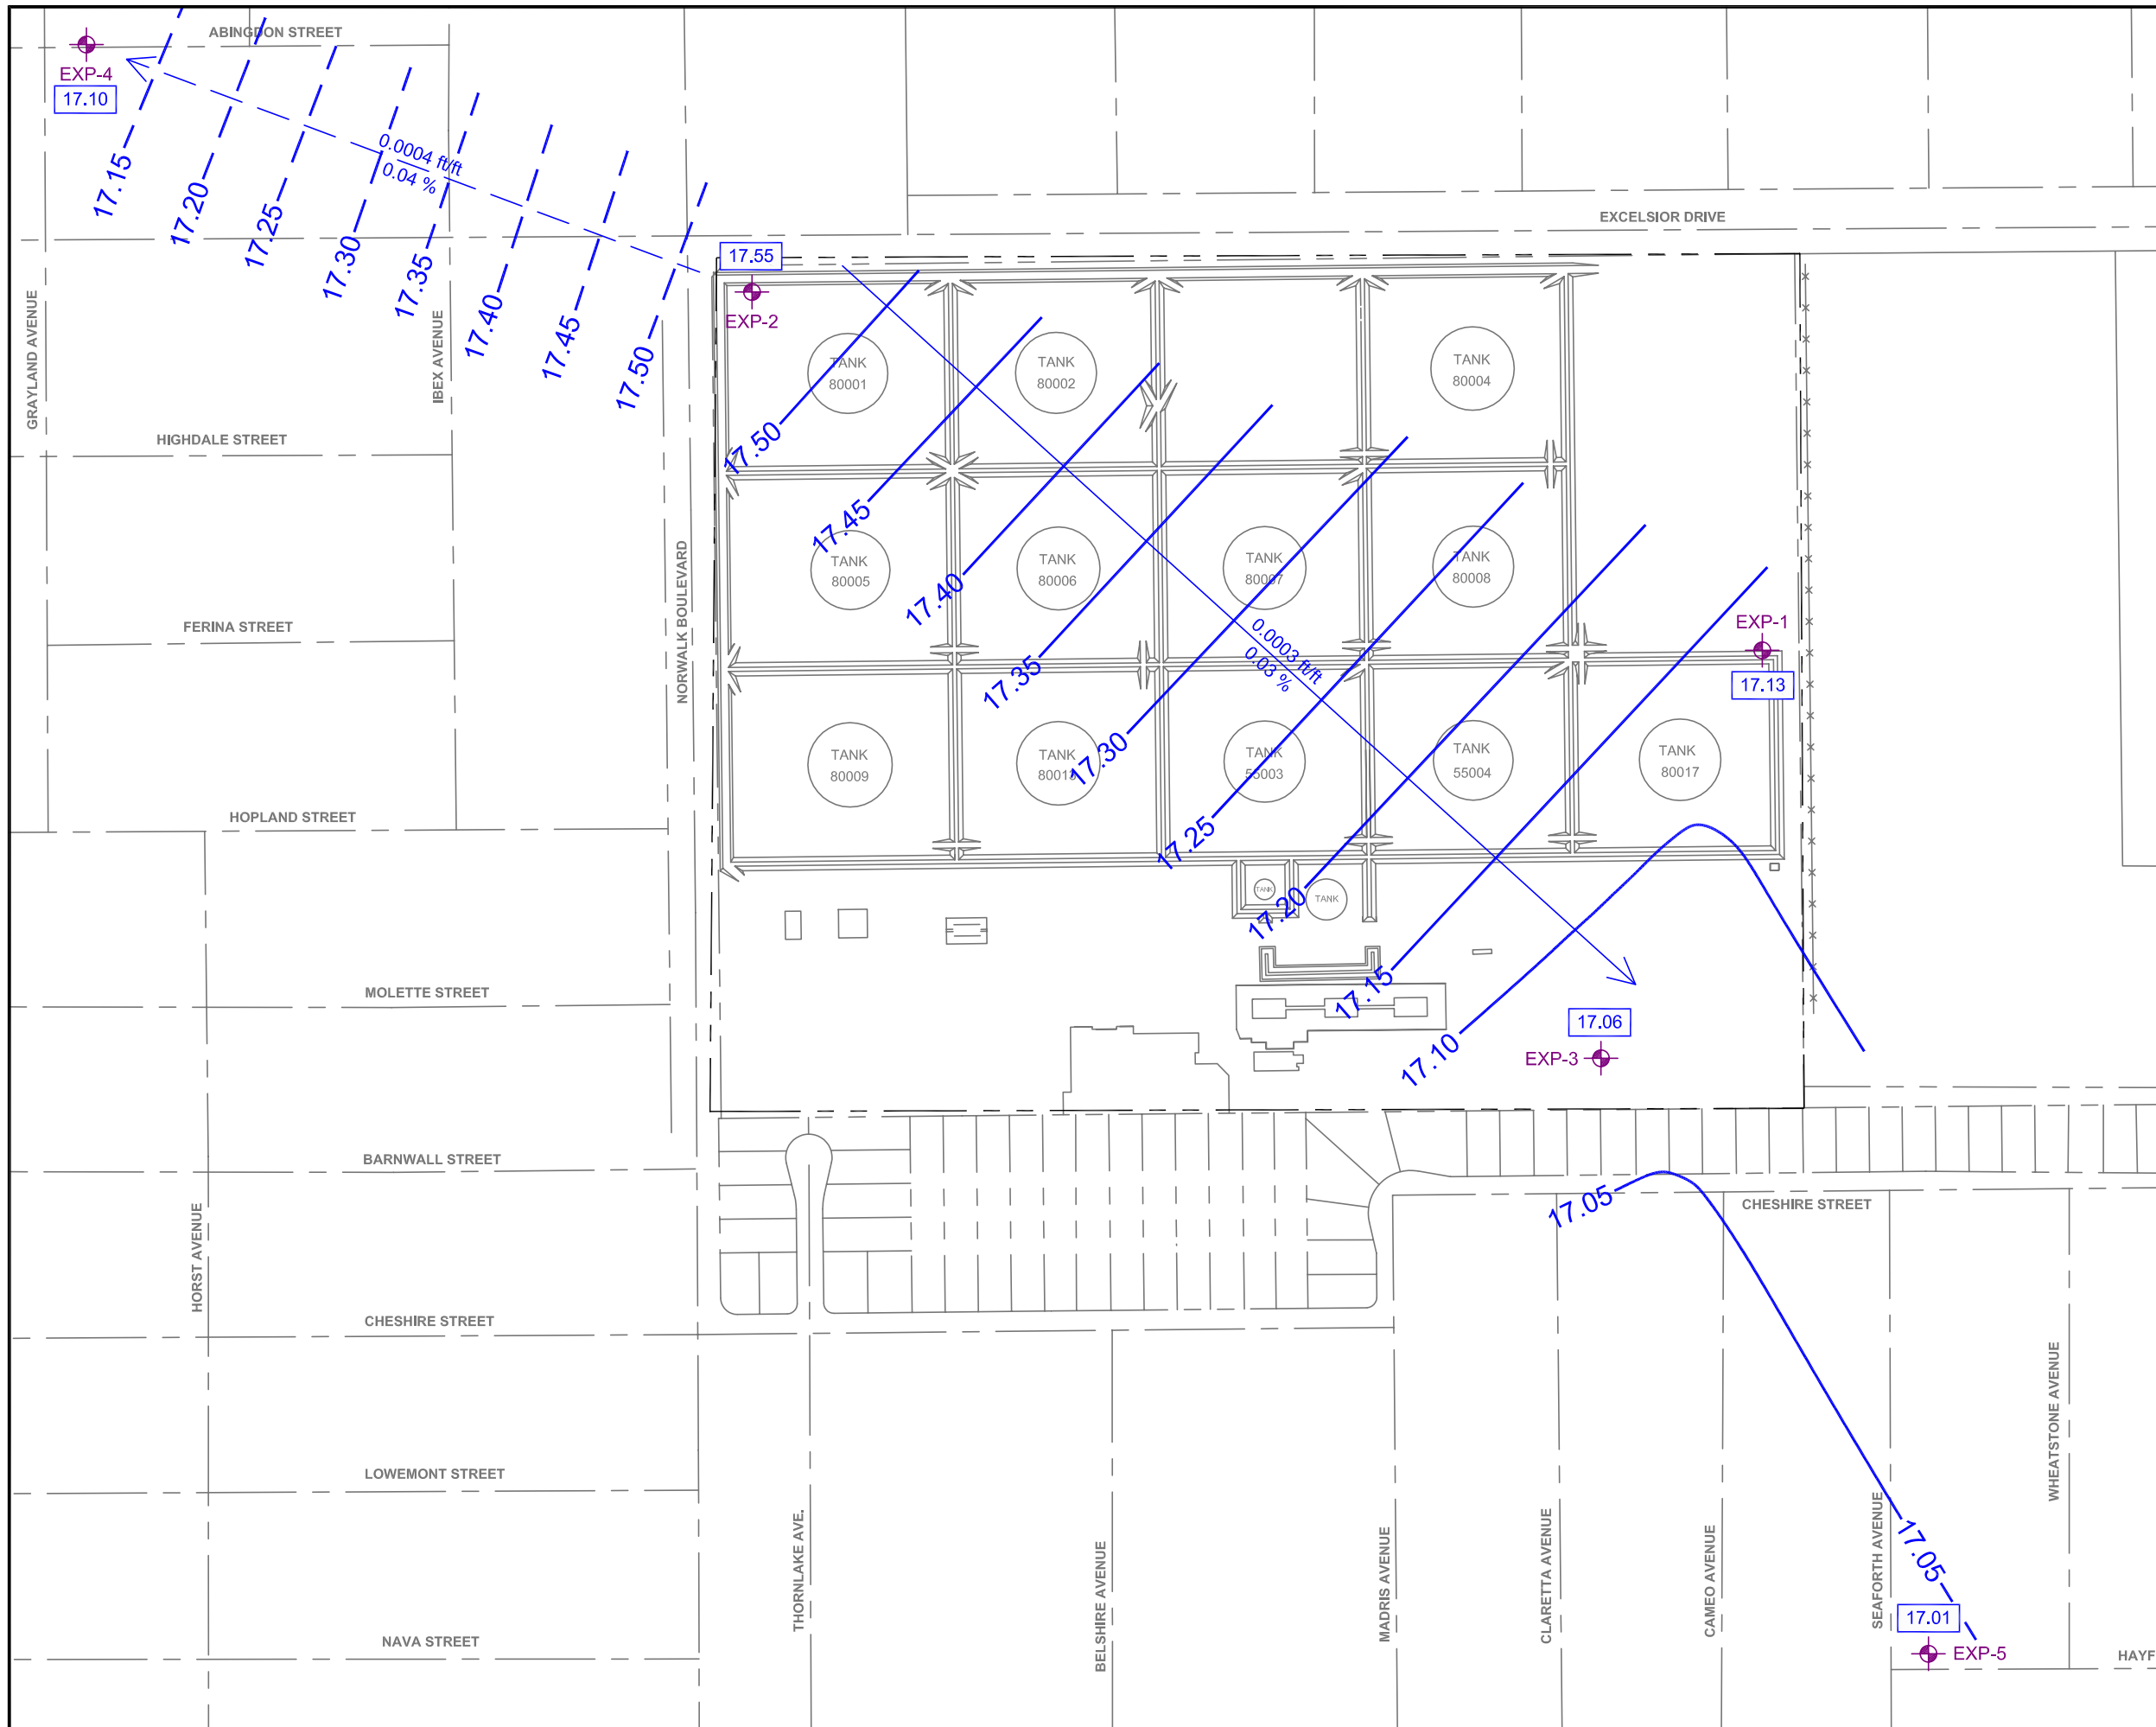 ABINGDON STREET
EXP-4
17.10
0.0004 ft/ft
0.04 %
17.15
17.20
17.25
17.30
17.35
17.40
17.45
17.50
EXCELSIOR DRIVE
17.55
EXP-2
GRAYLAND AVENUE
IBEX AVENUE
HIGHDALE STREET
TANK
80001
TANK
80002
TANK
80004
17.50
17.45
17.40
17.35
17.30
17.25
17.20
17.15
17.10
NORWALK BOULEVARD
TANK
80005
TANK
80006
TANK
80007
TANK
80008
FERINA STREET
0.0003 ft/ft
0.03 %
EXP-1
17.13
TANK
80009
TANK
TANK
55003
TANK
55004
TANK
80017
HOPLAND STREET
TANK
TANK
MOLETTE STREET
17.06
EXP-3
BARNWALL STREET
17.05
CHESHIRE STREET
HORST AVENUE
CHESHIRE STREET
WHEATSTONE AVENUE
LOWEMONT STREET
THORNLAKE AVE.
BELSHIRE AVENUE
MADRIS AVENUE
CLARETTA AVENUE
CAMEO AVENUE
SEAFORTH AVENUE
17.05
17.01
EXP-5
NAVA STREET
HAYF